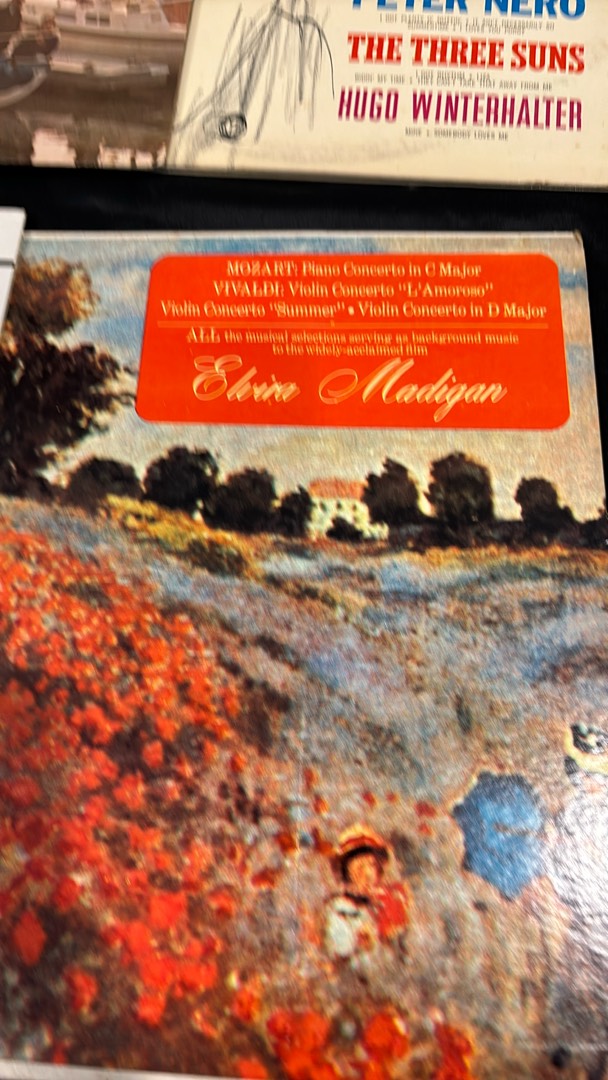 PETER NERO
THE THREE SUNS
HUGO WINTERHALTER
MOZART: Piano Concerto in C Major
VIVALDI: Violin Concerto "L'Amoroso"
Violin Concerto "Summer" • Violin Concerto in D Major
ALL the musical selections serving as background music
to the widely-acclaimed film
Elvira Madigan